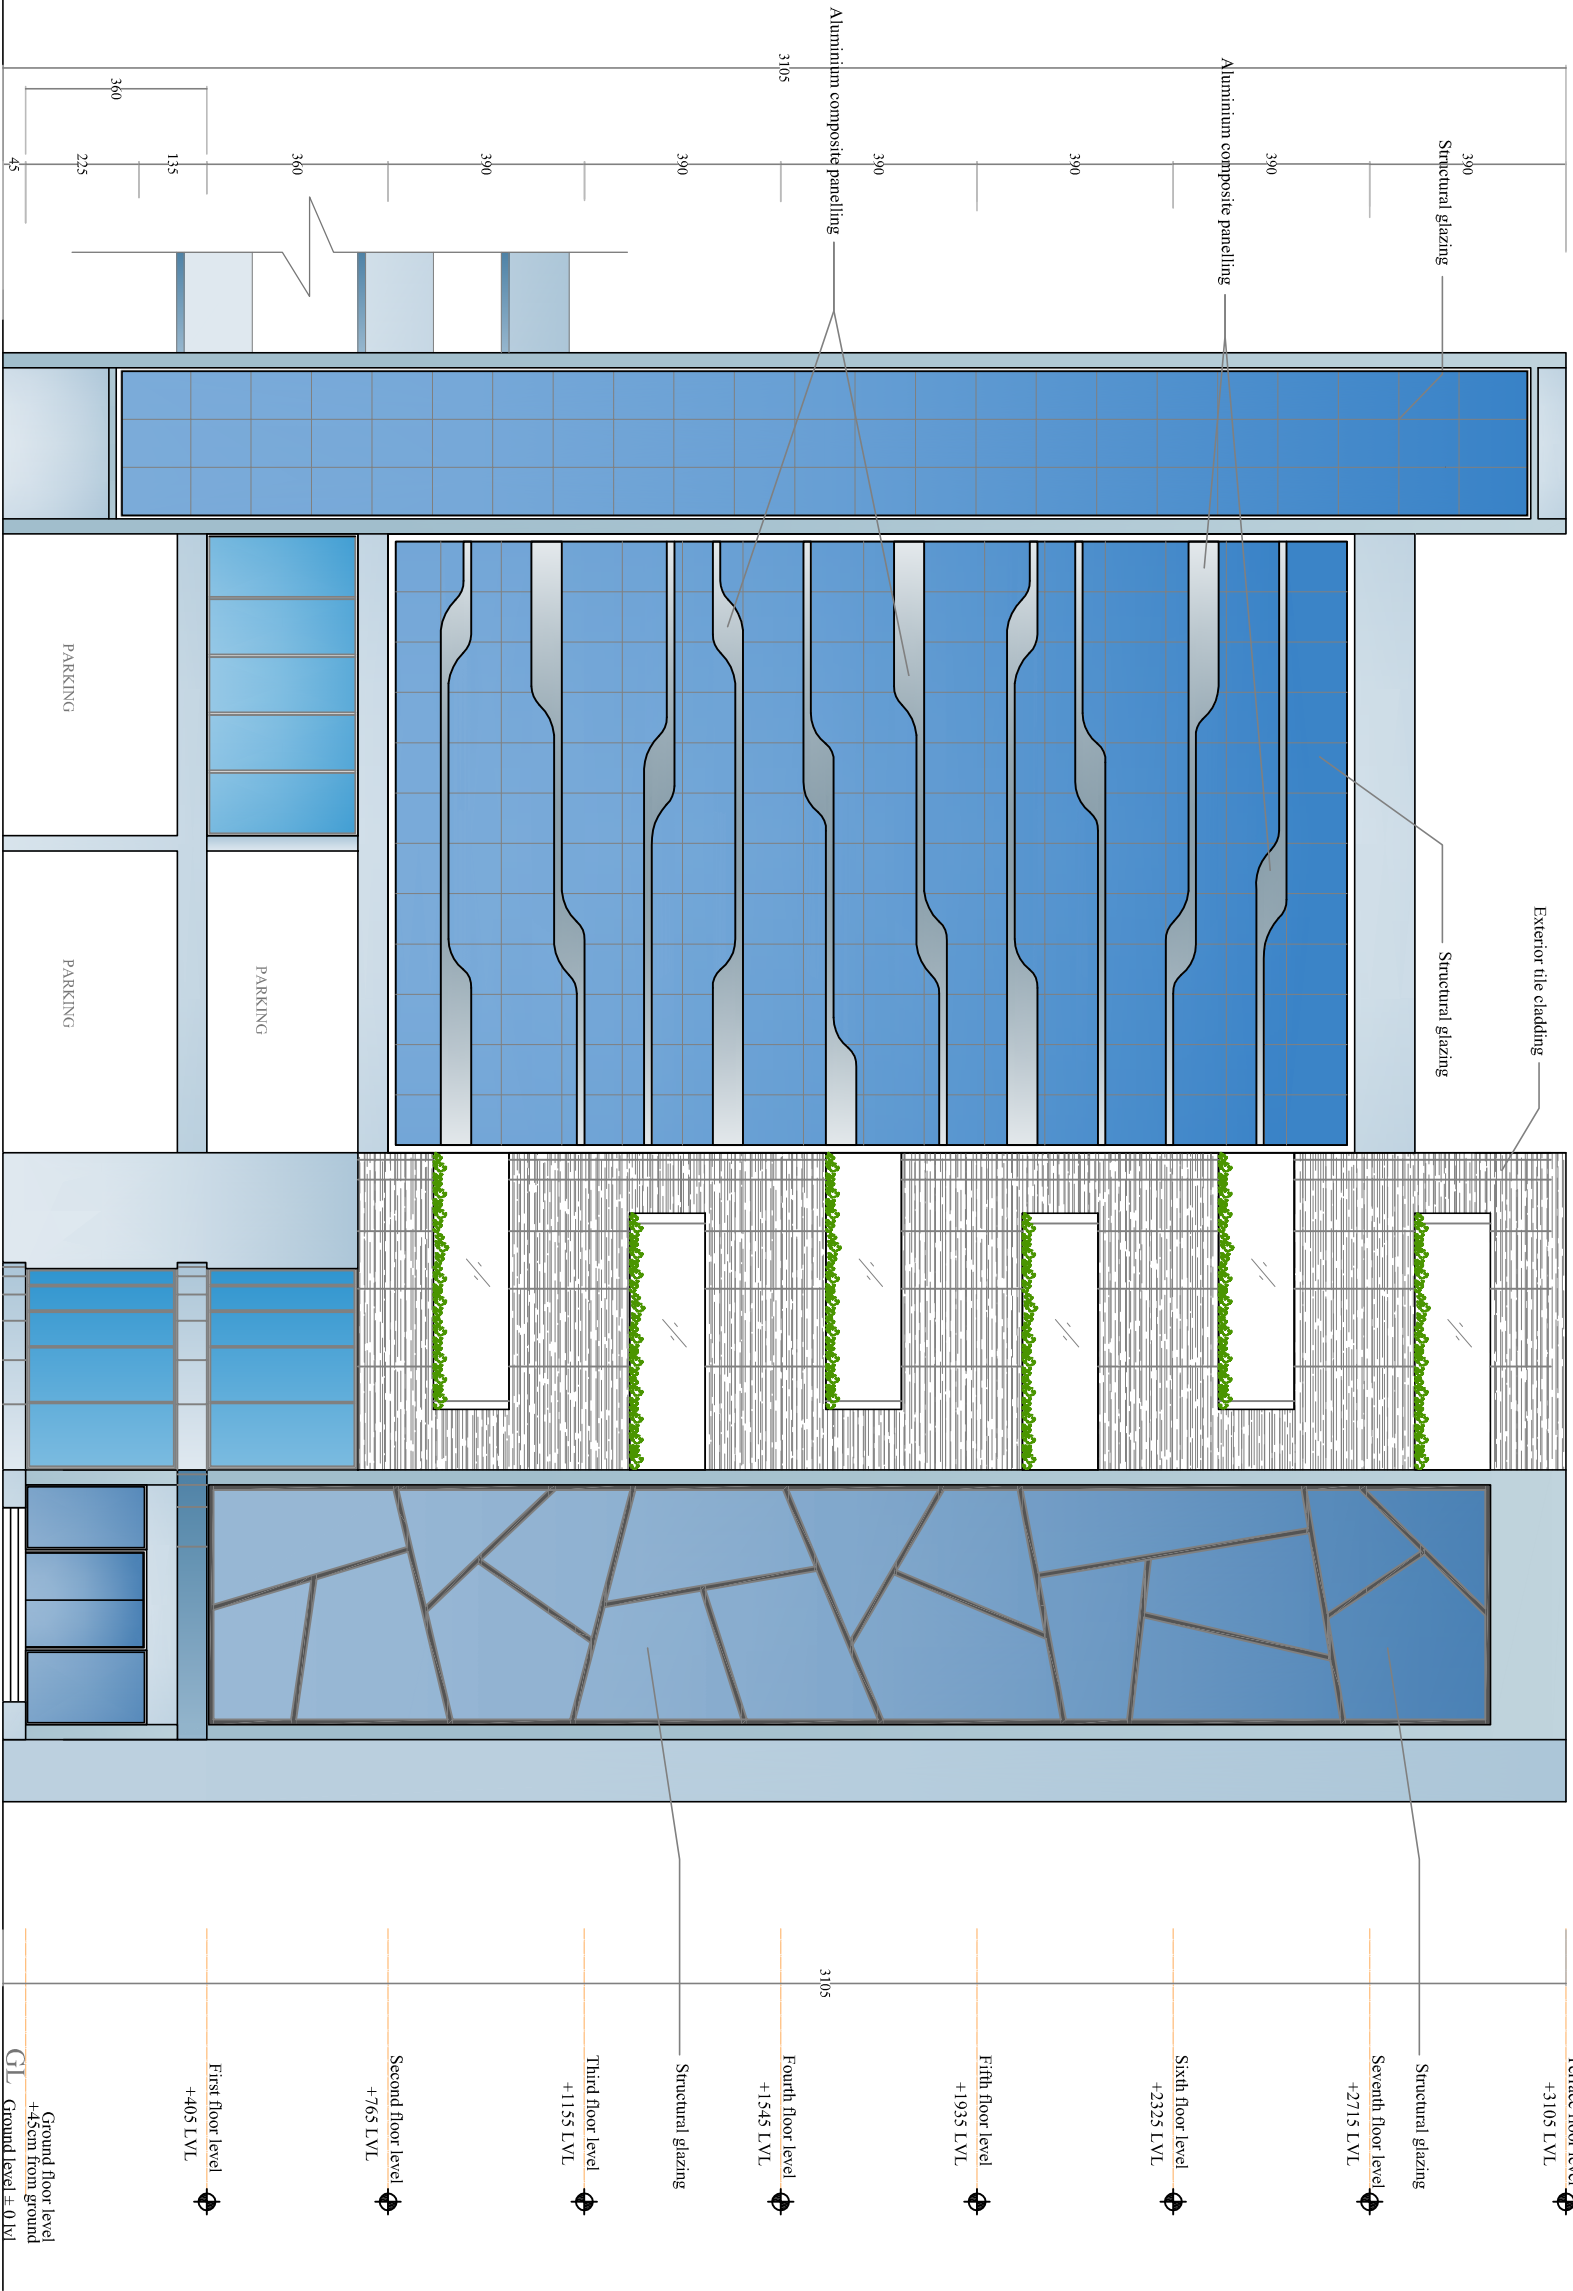 Terrace floor level
+3105 LVL
Exterior tile cladding
Structural glazing
390
Structural glazing
Structural glazing
Seventh floor level
+2715 LVL
Aluminium composite panelling
390
Sixth floor level
+2325 LVL
390
Fifth floor level
+1935 LVL
Aluminium composite panelling
390
3105
3105
Fourth floor level
+1545 LVL
390
Structural glazing
Third floor level
+1155 LVL
390
Second floor level
+765 LVL
360
PARKING
First floor level
+405 LVL
135
360
225
PARKING
PARKING
45
Ground floor level
+45cm from ground
GL
Ground level ± 0 lvl